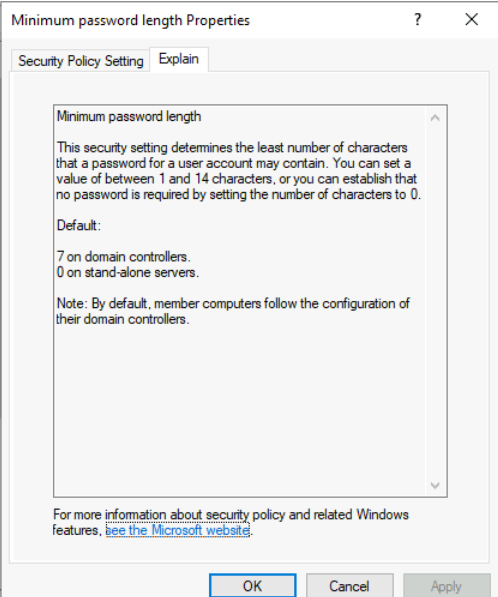 Minimum password length Properties
?
Security Policy Setting
Explain
Minimum password length
This security setting determines the least number of characters
that a password for a user account may contain. You can set a
value of between 1 and 14 characters, or you can establish that
no password is required by setting the number of characters to 0.
Default:
7 on domain controllers.
0 on stand-alone servers.
Note: By default, member computers follow the configuration of
their domain controllers.
For more information about security policy and related Windows
features, see the Microsoft website.
OK
Cancel
Apply